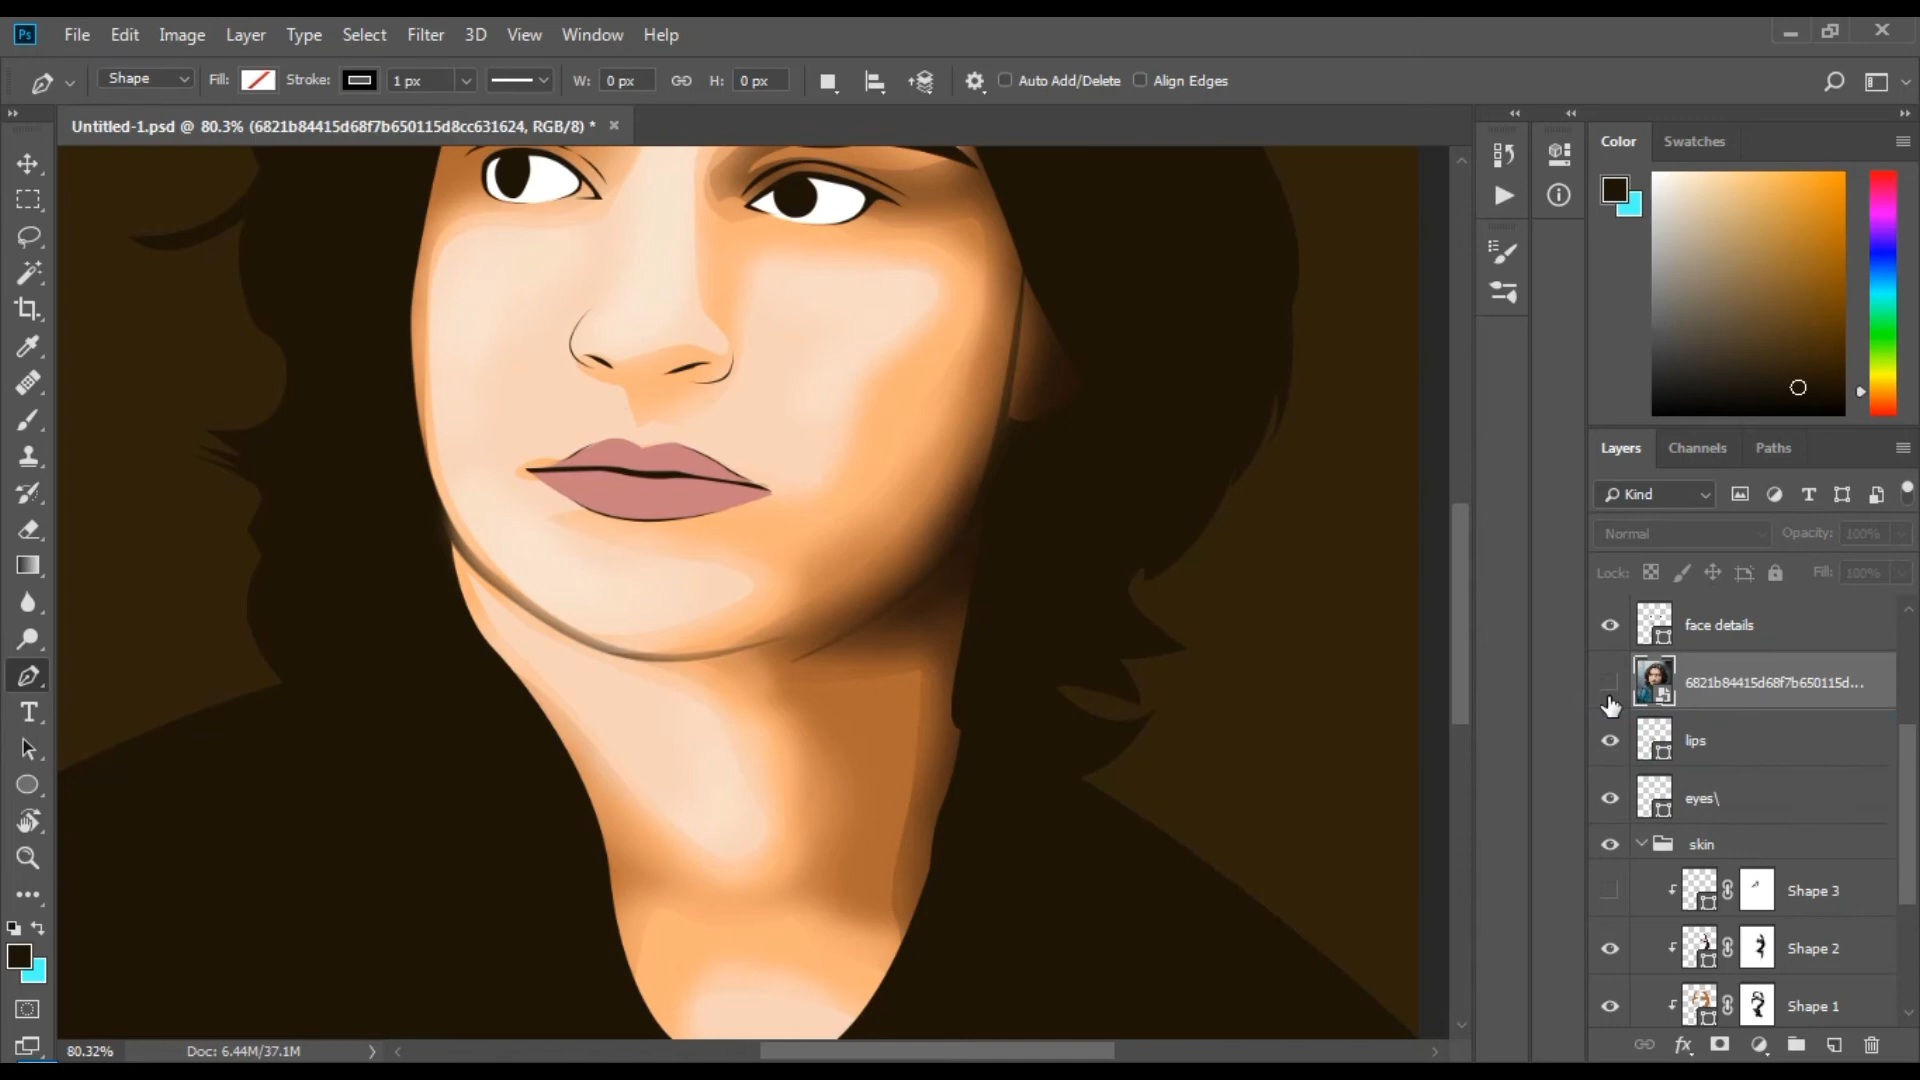 Ps File Edit Image Layer Type Select Filter 3D View Window Help
Shape Fill: Stroke: 1 px W: 0 px H: 0 px Auto Add/Delete Align Edges
Untitled-1.psd @ 80.3% (6821b84415d68f7b650115d8cc631624, RGB/8) *
Color Swatches
Layers Channels Paths
Kind
Normal Opacity: 100%
Lock: Fill: 100%
face details
6821b84415d68f7b650115d...
lips
eyes\
skin
Shape 3
Shape 2
Shape 1
80.32% Doc: 6.44M/37.1M
fx